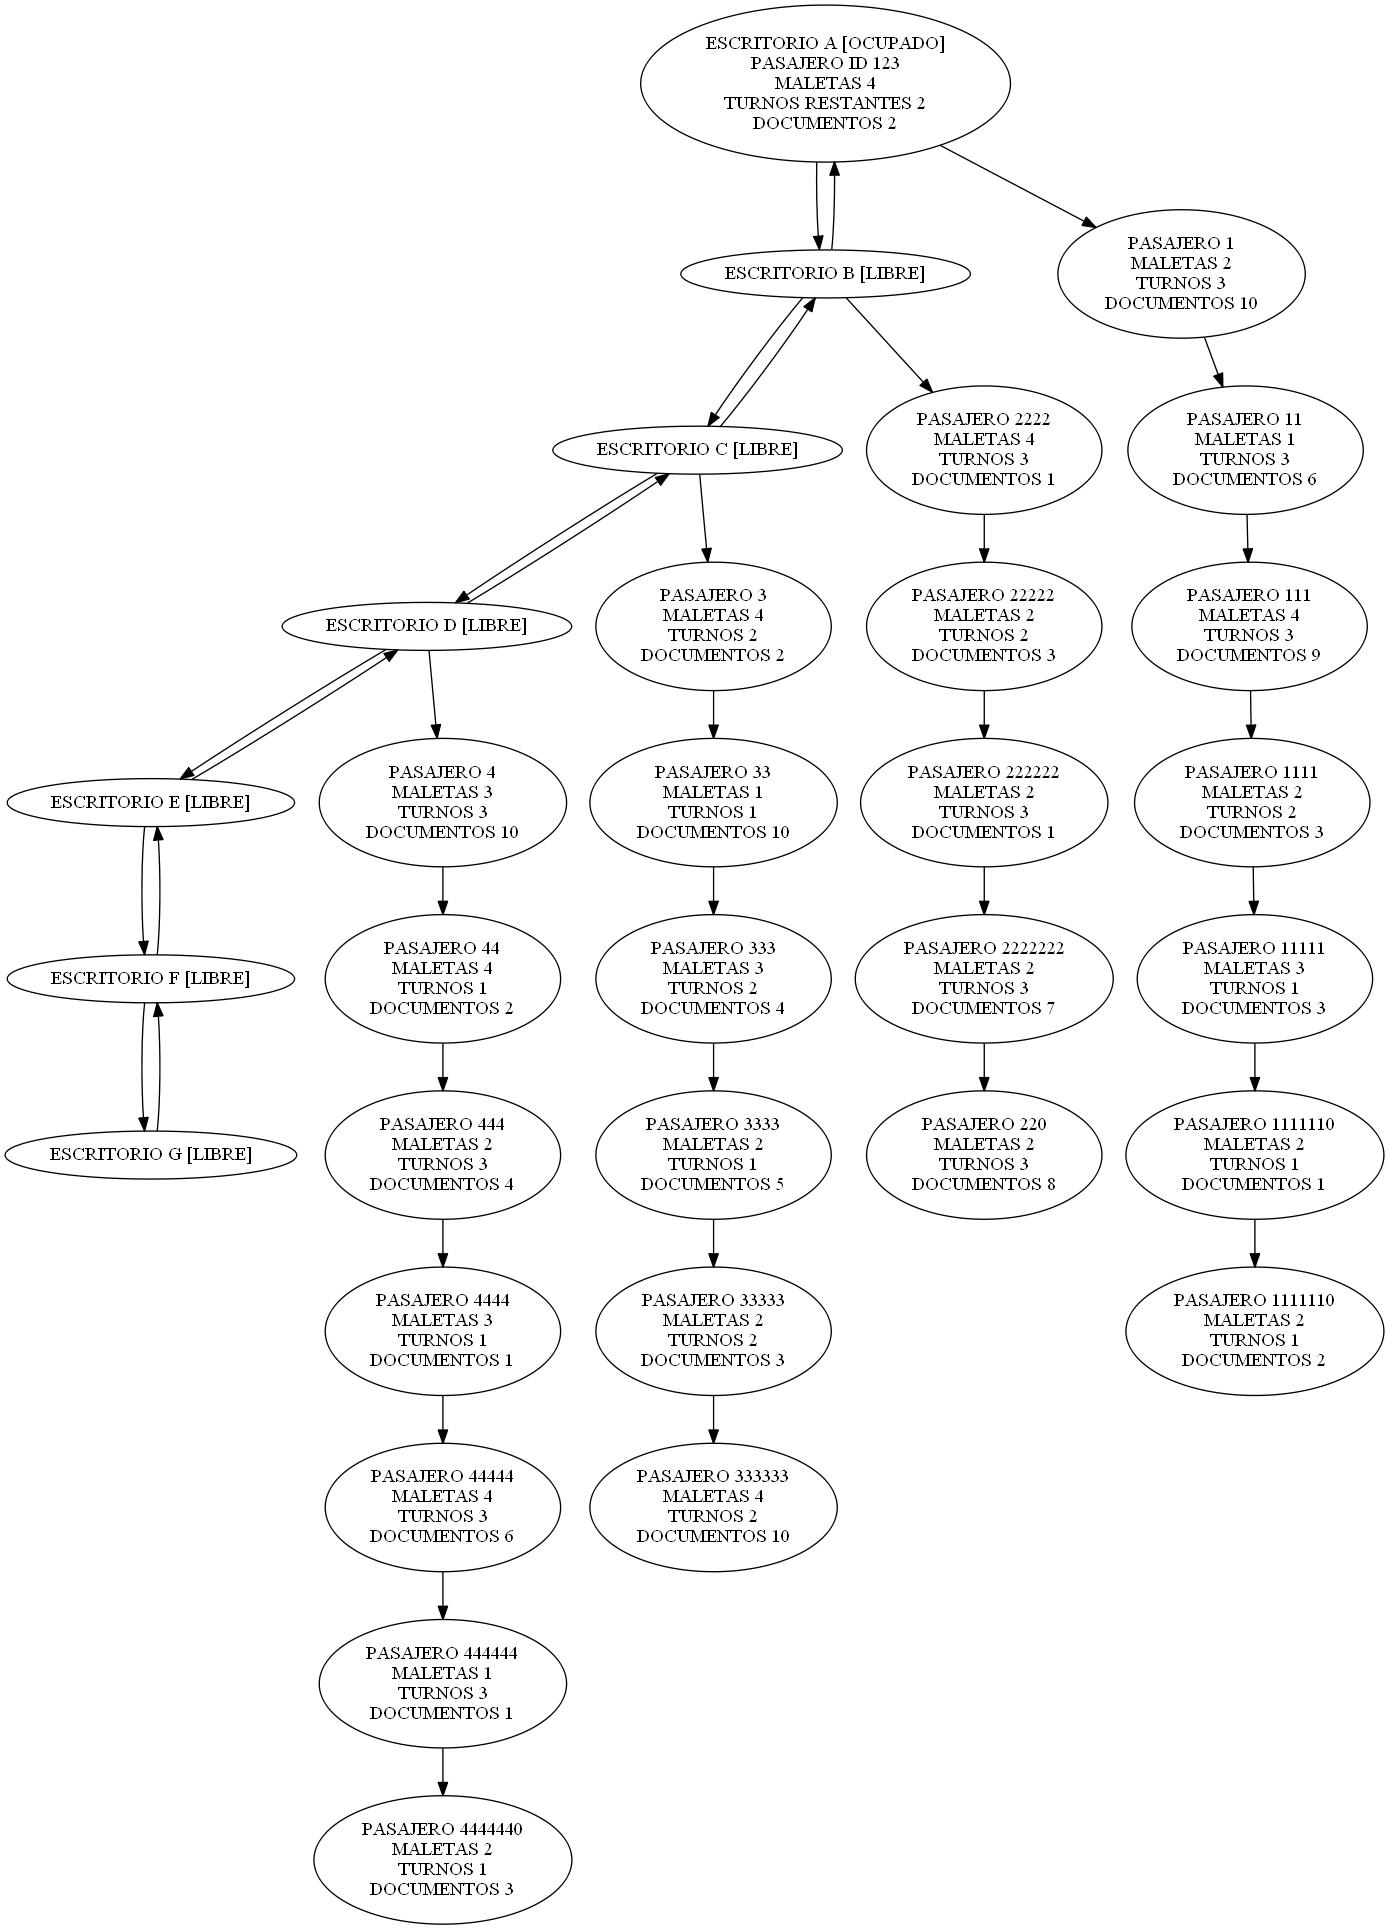 ESCRITORIO A [OCUPADO]
PASAJERO ID 123
MALETAS 4
TURNOS RESTANTES 2
DOCUMENTOS 2
ESCRITORIO B [LIBRE]
PASAJERO 1
MALETAS 2
TURNOS 3
DOCUMENTOS 10
ESCRITORIO C [LIBRE]
PASAJERO 2222
MALETAS 4
TURNOS 3
DOCUMENTOS 1
PASAJERO 11
MALETAS 1
TURNOS 3
DOCUMENTOS 6
ESCRITORIO D [LIBRE]
PASAJERO 3
MALETAS 4
TURNOS 2
DOCUMENTOS 2
PASAJERO 22222
MALETAS 2
TURNOS 2
DOCUMENTOS 3
PASAJERO 111
MALETAS 4
TURNOS 3
DOCUMENTOS 9
ESCRITORIO E [LIBRE]
PASAJERO 4
MALETAS 3
TURNOS 3
DOCUMENTOS 10
PASAJERO 33
MALETAS 1
TURNOS 1
DOCUMENTOS 10
PASAJERO 222222
MALETAS 2
TURNOS 3
DOCUMENTOS 1
PASAJERO 1111
MALETAS 2
TURNOS 2
DOCUMENTOS 3
ESCRITORIO F [LIBRE]
PASAJERO 44
MALETAS 4
TURNOS 1
DOCUMENTOS 2
PASAJERO 333
MALETAS 3
TURNOS 2
DOCUMENTOS 4
PASAJERO 2222222
MALETAS 2
TURNOS 3
DOCUMENTOS 7
PASAJERO 11111
MALETAS 3
TURNOS 1
DOCUMENTOS 3
ESCRITORIO G [LIBRE]
PASAJERO 444
MALETAS 2
TURNOS 3
DOCUMENTOS 4
PASAJERO 3333
MALETAS 2
TURNOS 1
DOCUMENTOS 5
PASAJERO 220
MALETAS 2
TURNOS 3
DOCUMENTOS 8
PASAJERO 1111110
MALETAS 2
TURNOS 1
DOCUMENTOS 1
PASAJERO 4444
MALETAS 3
TURNOS 1
DOCUMENTOS 1
PASAJERO 33333
MALETAS 2
TURNOS 2
DOCUMENTOS 3
PASAJERO 1111110
MALETAS 2
TURNOS 1
DOCUMENTOS 2
PASAJERO 44444
MALETAS 4
TURNOS 3
DOCUMENTOS 6
PASAJERO 333333
MALETAS 4
TURNOS 2
DOCUMENTOS 10
PASAJERO 444444
MALETAS 1
TURNOS 3
DOCUMENTOS 1
PASAJERO 4444440
MALETAS 2
TURNOS 1
DOCUMENTOS 3